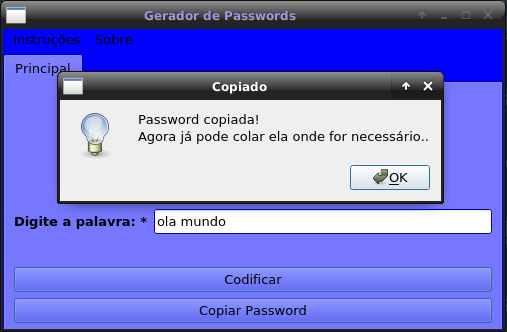 Gerador de Passwords
Instruções Sobre
Principal
Copiado
Password copiada!
Agora já pode colar ela onde for necessário..
OK
Digite a palavra: * ola mundo
Codificar
Copiar Password